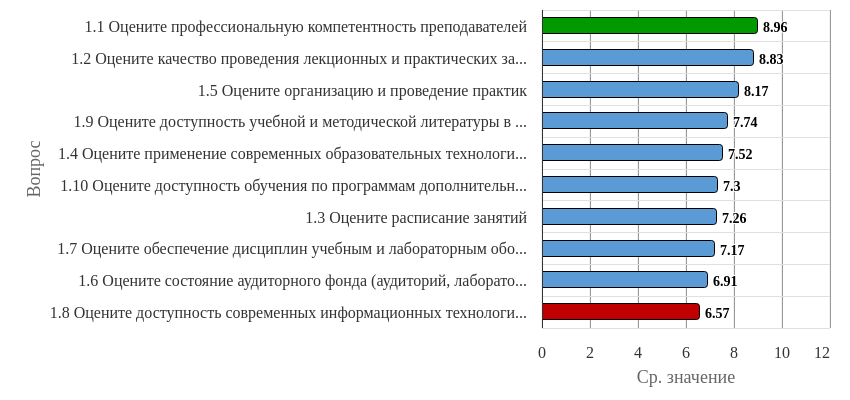 1.1 Оцените профессиональную компетентность преподавателей 8.96
1.2 Оцените качество проведения лекционных и практических за... 8.83
1.5 Оцените организацию и проведение практик 8.17
1.9 Оцените доступность учебной и методической литературы в ... 7.74
1.4 Оцените применение современных образовательных технологи... 7.52
1.10 Оцените доступность обучения по программам дополнительн... 7.3
1.3 Оцените расписание занятий 7.26
1.7 Оцените обеспечение дисциплин учебным и лабораторным обо... 7.17
1.6 Оцените состояние аудиторного фонда (аудиторий, лаборато... 6.91
1.8 Оцените доступность современных информационных технологи... 6.57
Вопрос
0 2 4 6 8 10 12
Ср. значение